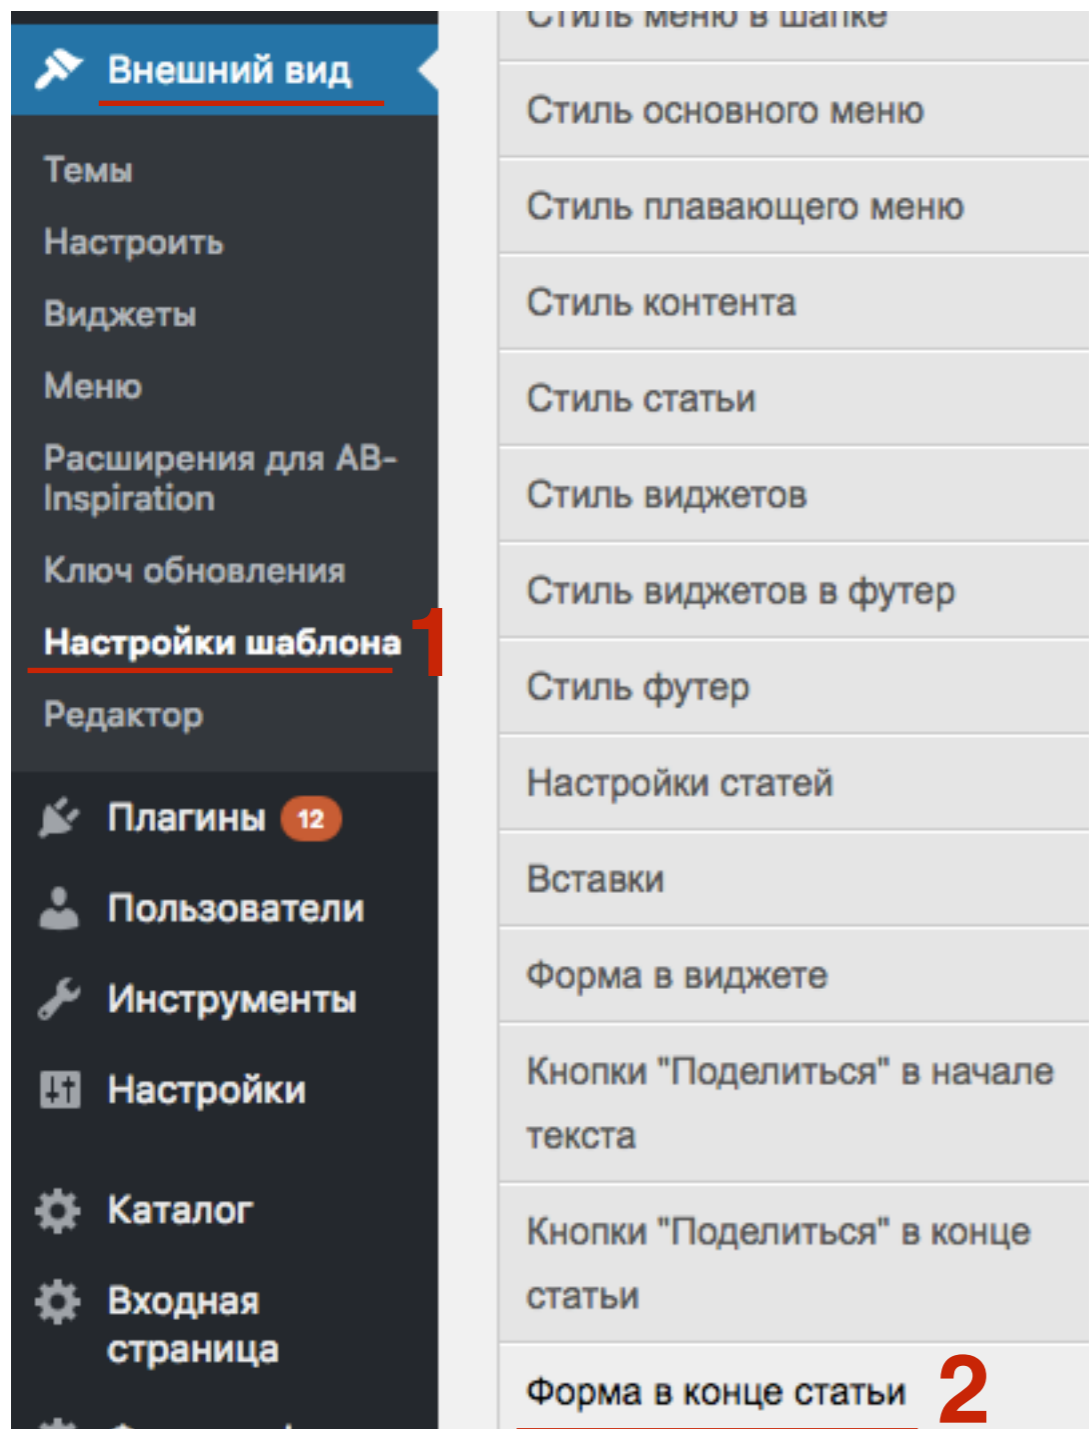 Внешний вид
Темы
Настроить
Виджеты
Меню
Расширения для AB-
Inspiration
Ключ обновления
Настройки шаблона 1
Редактор
Плагины 12
Пользователи
Инструменты
Настройки
Каталог
Входная
страница
Стиль меню в шапке
Стиль основного меню
Стиль плавающего меню
Стиль контента
Стиль статьи
Стиль виджетов
Стиль виджетов в футер
Стиль футер
Настройки статей
Вставки
Форма в виджете
Кнопки "Поделиться" в начале
текста
Кнопки "Поделиться" в конце
статьи
Форма в конце статьи 2